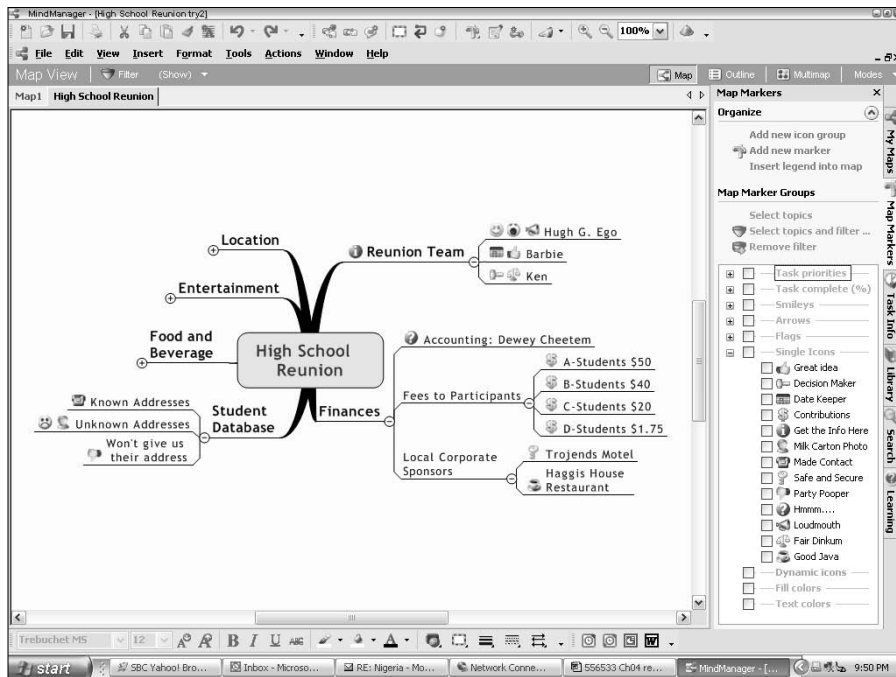 MindManager - [High School Reunion try2]
100%
File Edit View Insert Format Tools Actions Window Help
Map View Filter (Show) Map Outline Multimap Modes
Map1 High School Reunion
Map Markers
Organize
Add new icon group
Add new marker
Insert legend into map
Map Marker Groups
Select topics
Select topics and filter ...
Remove filter
Task priorities
Task complete (%)
Smileys
Arrows
Flags
Single Icons
Great idea
Decision Maker
Date Keeper
Contributions
Get the Info Here
Milk Carton Photo
Made Contact
Safe and Secure
Party Pooper
Hmmm....
Loudmouth
Fair Dinkum
Good Java
Dynamic icons
Fill colors
Text colors
My Maps
Map Markers
Task Info
Library
Search
Learning
High School
Reunion
Location
Entertainment
Food and
Beverage
Student
Database
Known Addresses
Unknown Addresses
Won't give us
their address
Reunion Team
Hugh G. Ego
Barbie
Ken
Finances
Accounting: Dewey Cheetem
Fees to Participants
A-Students $50
B-Students $40
C-Students $20
D-Students $1.75
Local Corporate
Sponsors
Trojends Motel
Haggis House
Restaurant
Trebuchet MS 12 B I U ABC A W
start SBC Yahoo! Bro... Inbox - Microso... RE: Nigeria - Mo... Network Conne... 556533 Ch04 re... MindManager - [... 9:50 PM